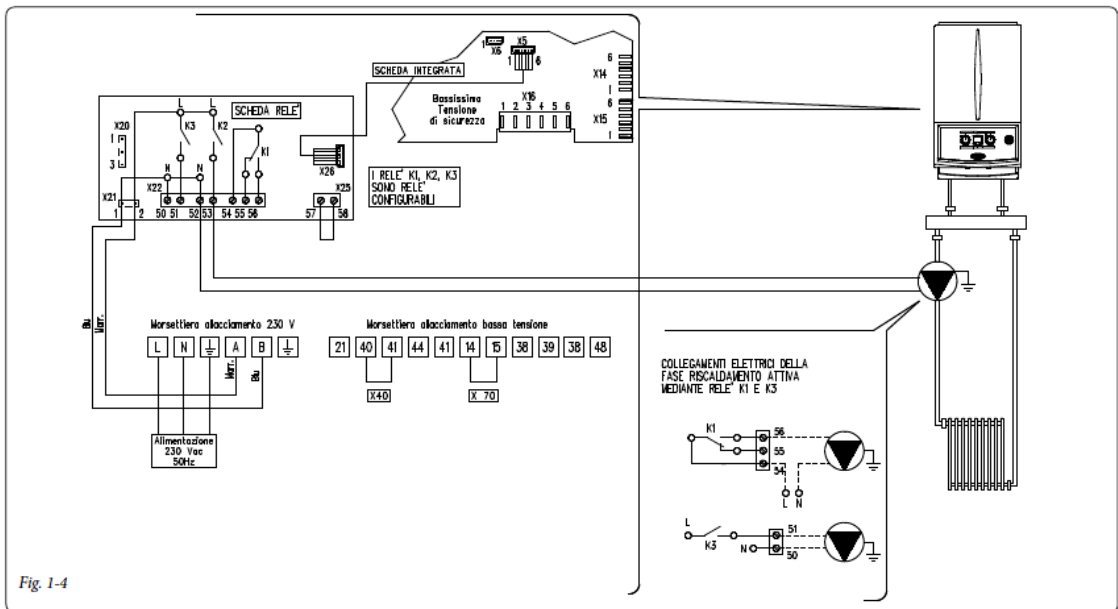 X6
1
X5
1 6
SCHEDA INTEGRATA
6
X14
1
6
X15
1
X16
1 2 3 4 5 6
Bassissima
Tensione
di sicurezza
L L
SCHEDA RELE'
X20
1
3
K3
K2
K1
X26
N N
X22
X25
X21
1 2
50 51 52 53 54 55 56
57 58
I RELE' K1, K2, K3
SONO RELE'
CONFIGURABILI
Blu
Marr.
Morsettiera allacciamento 230 V
L N A B
Marr.
Blu
Alimentazione
230 Vac
50Hz
Morsettiera allacciamento bassa tensione
21 40 41 44 41 14 15 38 39 38 48
X40
X 70
COLLEGAMENTI ELETTRICI DELLA
FASE RISCALDAMENTO ATTIVA
MEDIANTE RELE' K1 E K3
K1
56
55
54
L N
L
K3
N
51
50
Fig. 1-4